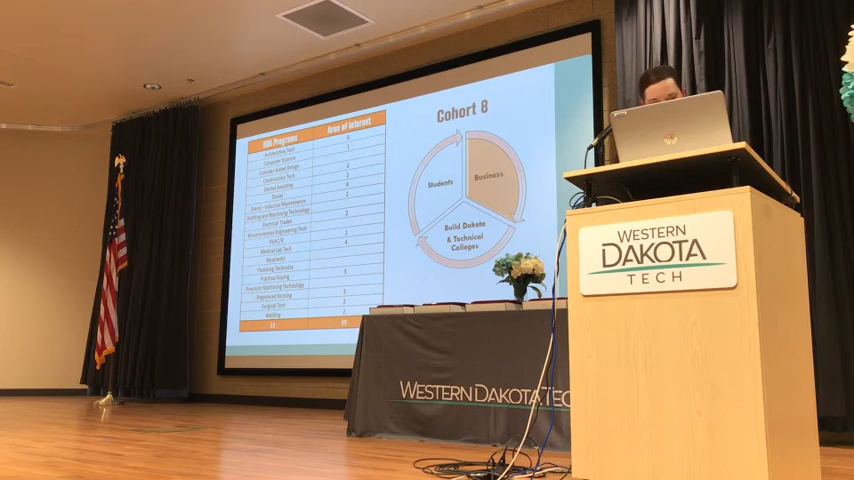 Cohort 8
Area of Interest
Programs
Automotive Tech
Computer Science
Computer-Aided Design
Construction Tech
Dental Assisting
Diesel
Diesel - Industrial Maintenance
Drafting and Machining Technology
Electrical Trades
Environmental Engineering Tech
HVAC/R
Medical Lab Tech
Paramedic
Plumbing Technology
Practical Nursing
Precision Machining Technology
Registered Nursing
Surgical Tech
Welding
Students
Business
Build Dakota
& Technical
Colleges
WESTERN
DAKOTA
TECH
hp
WESTERN DAKOTA TEC